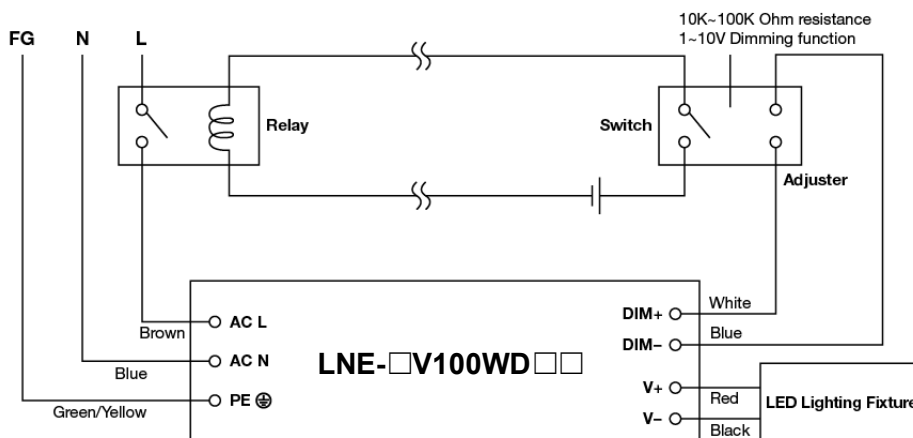 10K~100K Ohm resistance
1~10V Dimming function
FG N L
Relay
Switch
Adjuster
Brown
AC L
Blue
AC N
Green/Yellow
PE
LNE-□V100WD□□
DIM+
White
DIM–
Blue
V+
Red
V–
Black
LED Lighting Fixture